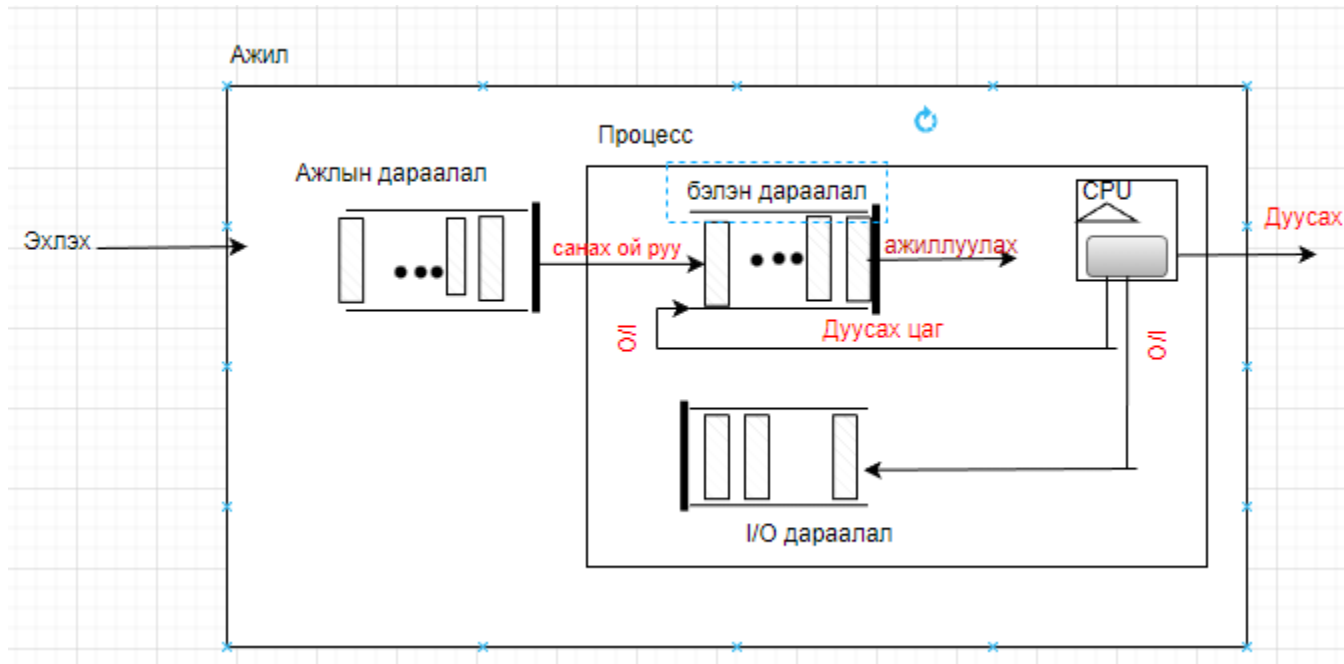 Ажил
Процесс
Ажлын дараалал
бэлэн дараалал
CPU
Эхлэх
санах ой руу
ажиллуулах
Дуусах
I/O
Дуусах цаг
I/O
I/O дараалал